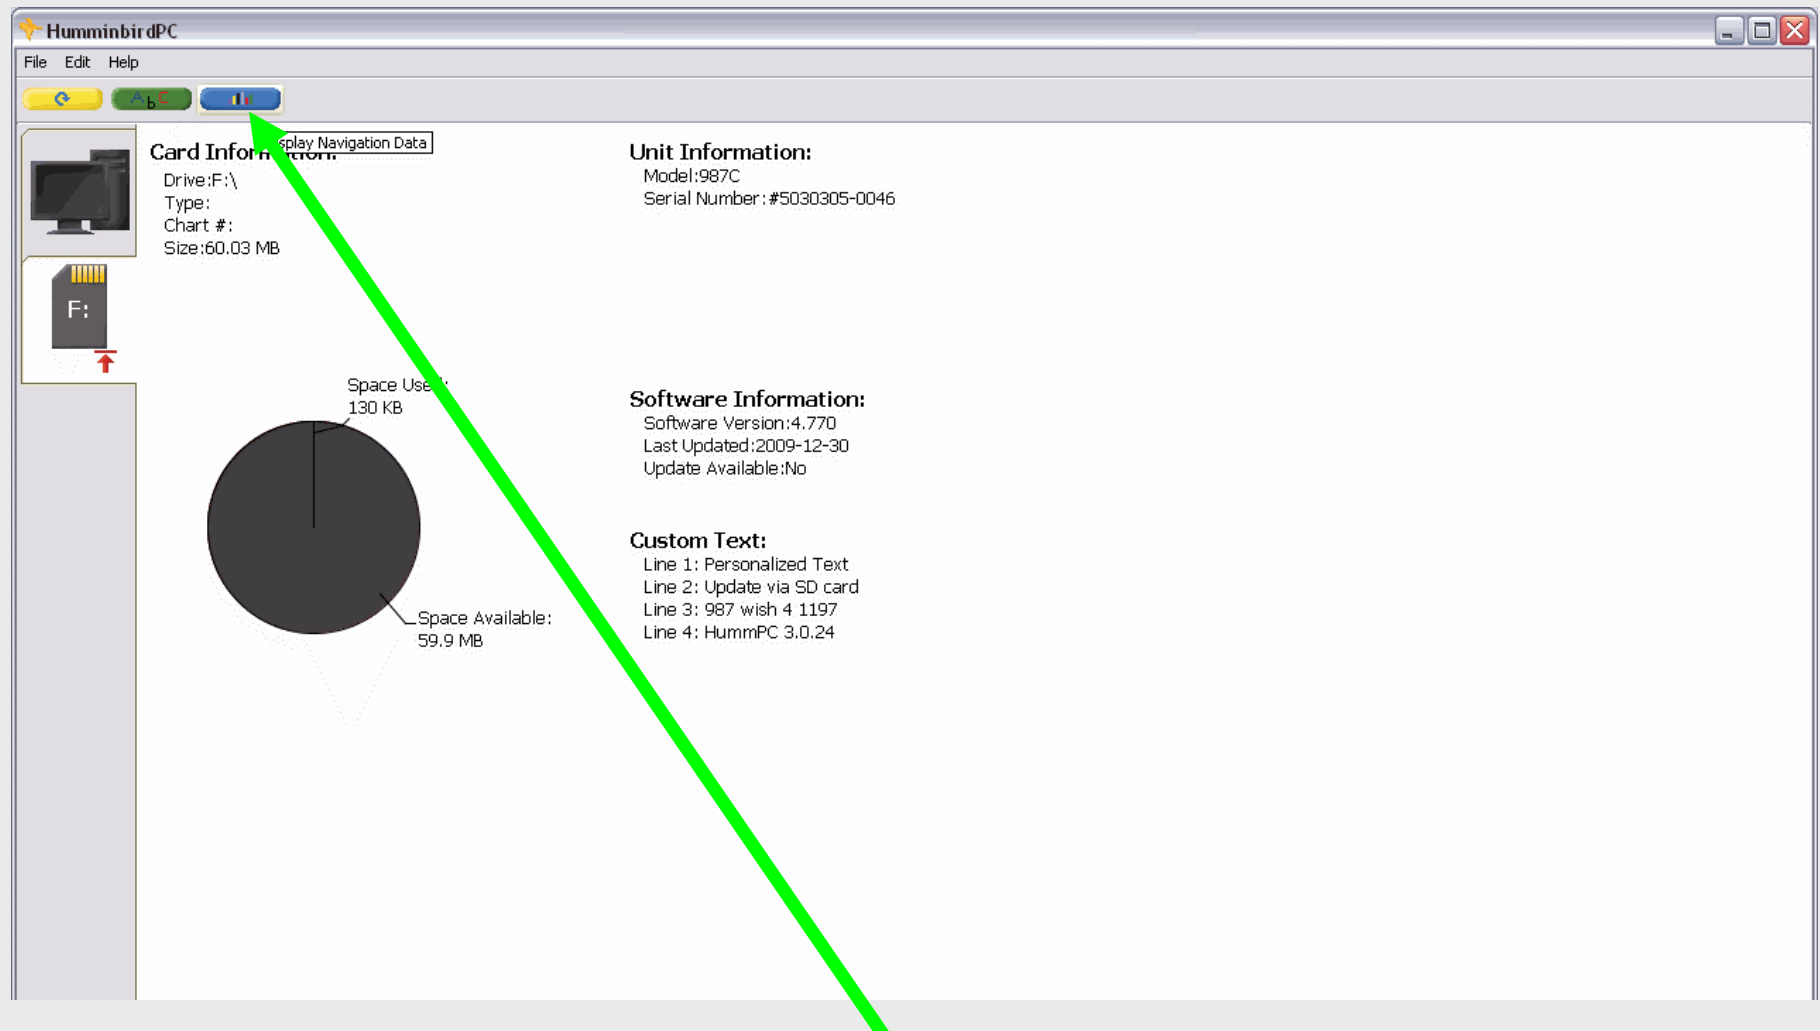 HumminbirdPC
File Edit Help
A b C
splay Navigation Data
Card Information:
Drive:F:\
Type:
Chart #:
Size:60.03 MB
Unit Information:
Model:987C
Serial Number:#5030305-0046
F:
Space Used:
130 KB
Space Available:
59.9 MB
Software Information:
Software Version:4.770
Last Updated:2009-12-30
Update Available:No
Custom Text:
Line 1: Personalized Text
Line 2: Update via SD card
Line 3: 987 wish 4 1197
Line 4: HummPC 3.0.24